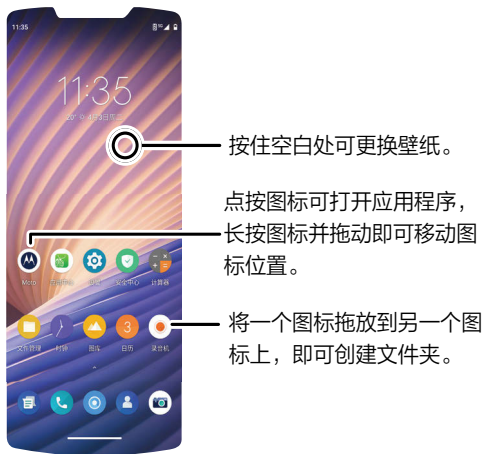 11:35
11:35
按住空白处可更换壁纸。
点按图标可打开应用程序，
长按图标并拖动即可移动图
标位置。
Moto
安全中心
计算器
将一个图标拖放到另一个图
标上，即可创建文件夹。
文件管理
时钟
图库
3
日历
录音机